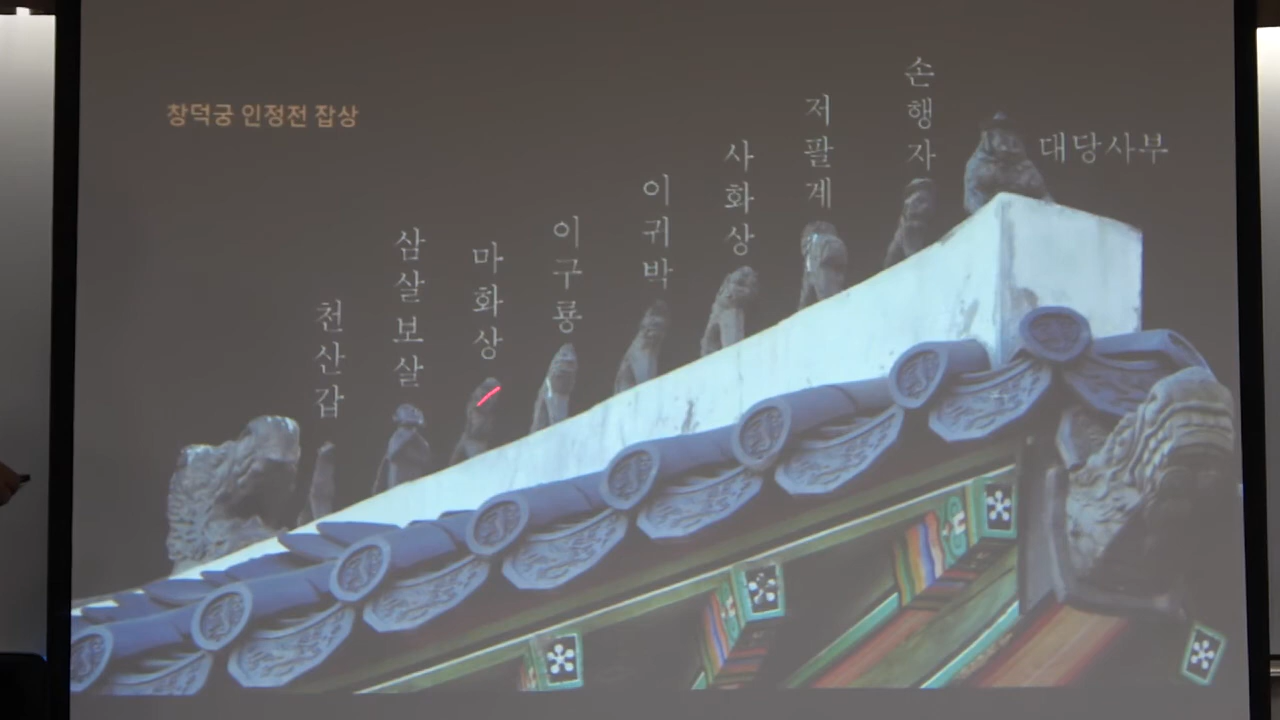 창덕궁 인정전 잡상
천산갑
삼살보살
마화상
이구룡
이귀박
사화상
저팔계
손행자
대당사부